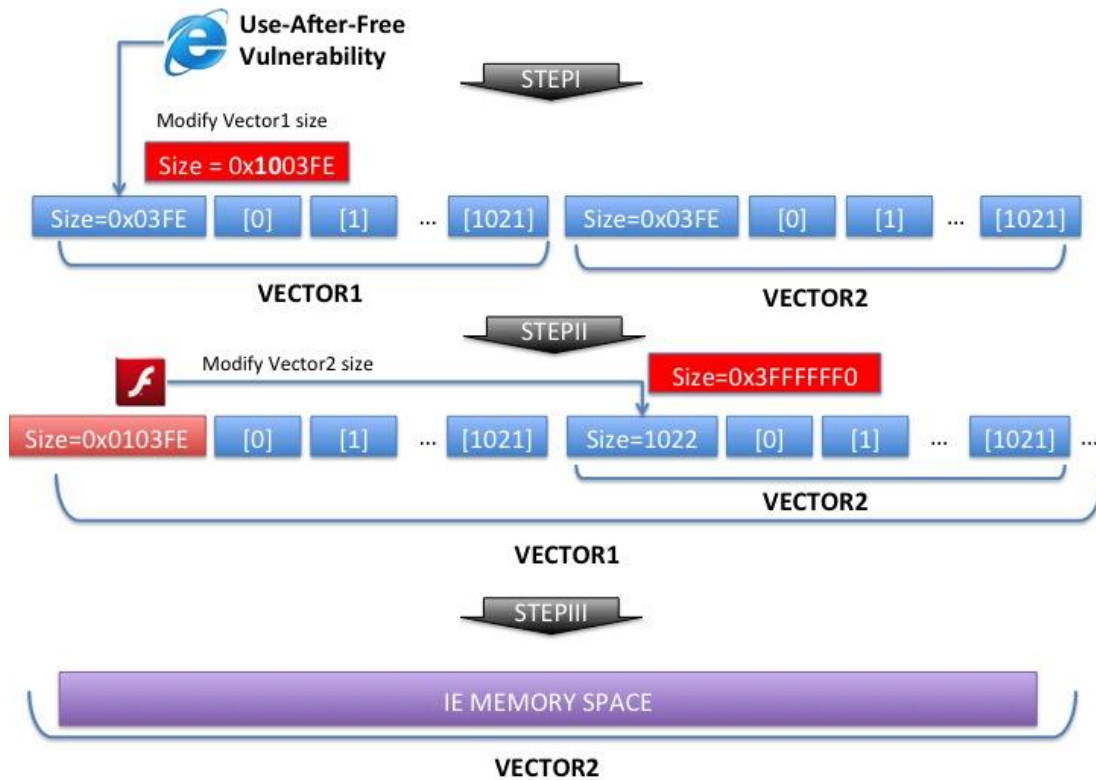 Use-After-Free
Vulnerability
STEPI
Modify Vector1 size
Size = 0x1003FE
Size=0x03FE [0] [1] ... [1021] Size=0x03FE [0] [1] ... [1021]
VECTOR1 VECTOR2
STEPII
Modify Vector2 size
Size=0x3FFFFFF0
Size=0x0103FE [0] [1] ... [1021] Size=1022 [0] [1] ... [1021] ...
VECTOR2
VECTOR1
STEPIII
IE MEMORY SPACE
VECTOR2